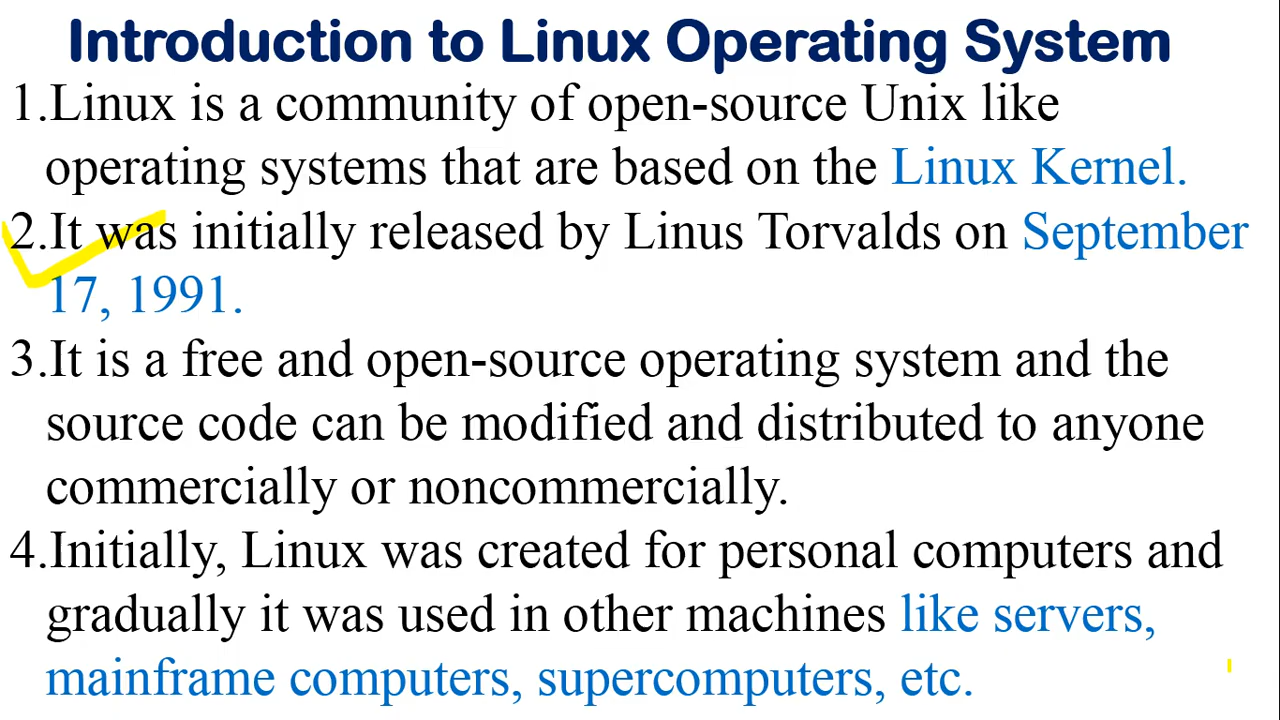 Introduction to Linux Operating System
1.Linux is a community of open-source Unix like
operating systems that are based on the Linux Kernel.
2.It was initially released by Linus Torvalds on September
17, 1991.
3.It is a free and open-source operating system and the
source code can be modified and distributed to anyone
commercially or noncommercially.
4.Initially, Linux was created for personal computers and
gradually it was used in other machines like servers,
mainframe computers, supercomputers, etc.